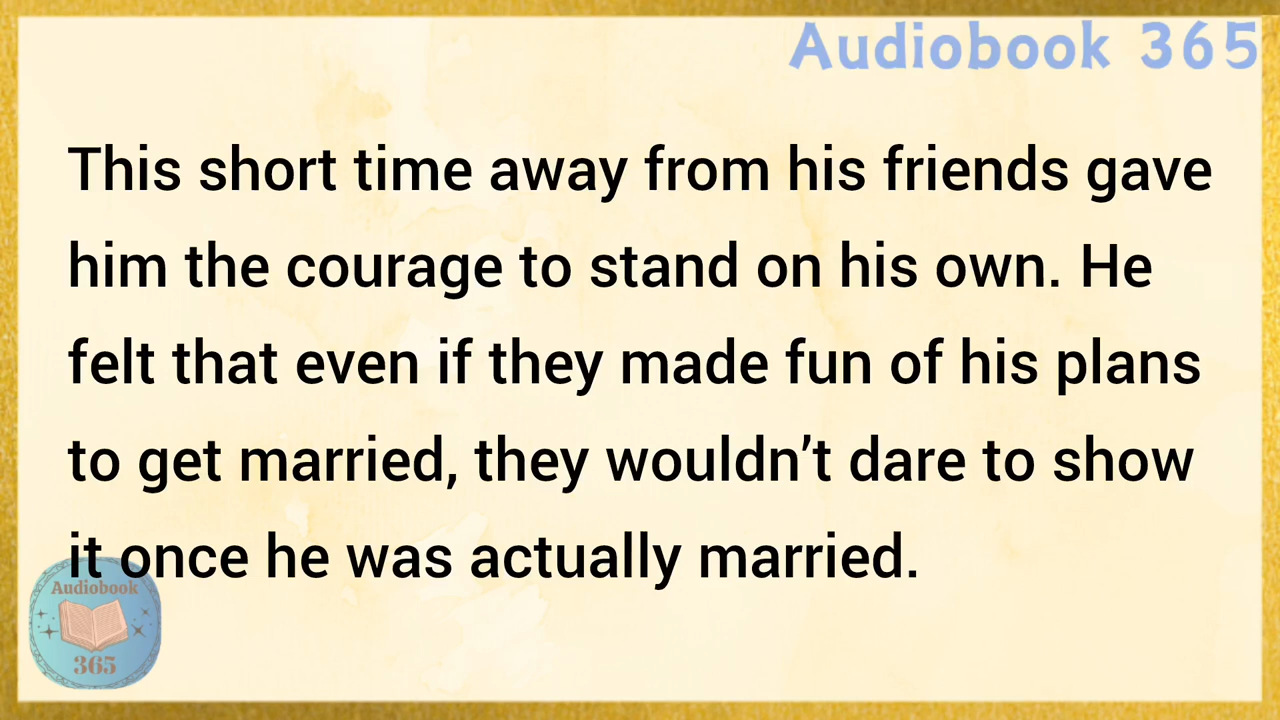 Audiobook 365
This short time away from his friends gave
him the courage to stand on his own. He
felt that even if they made fun of his plans
to get married, they wouldn’t dare to show
it once he was actually married.
Audiobook
365